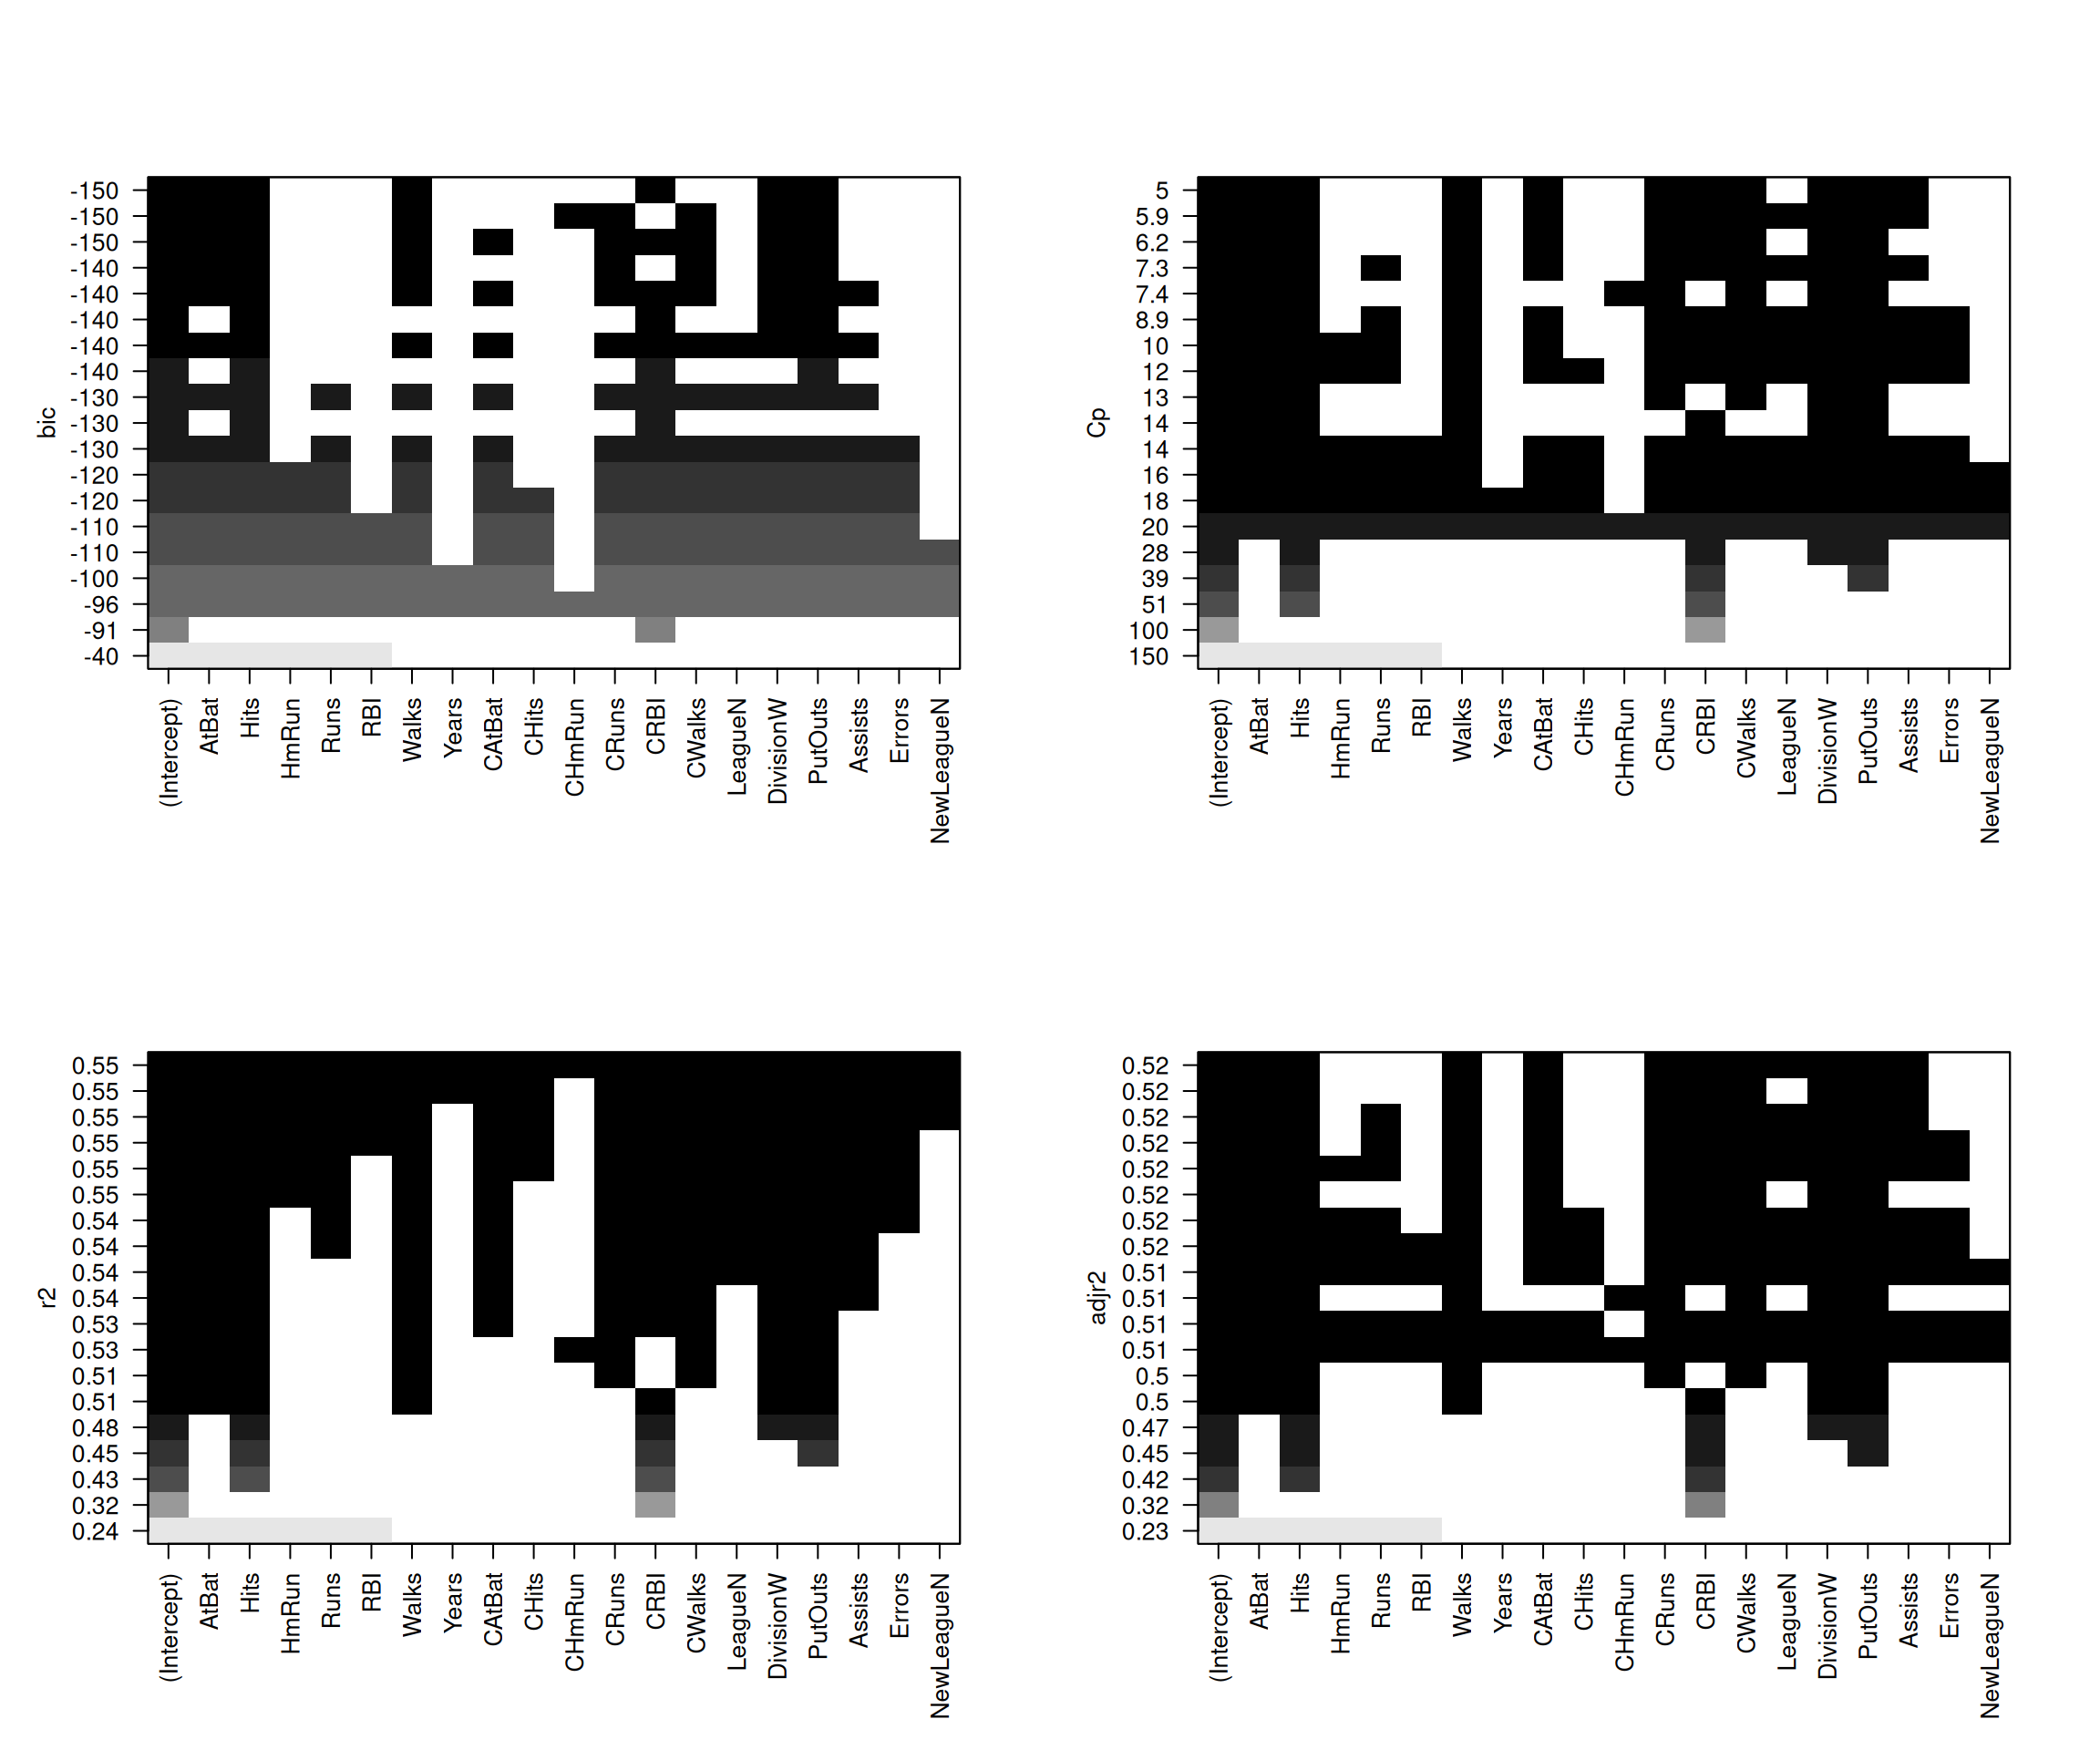 bic
-150
-150
-150
-140
-140
-140
-140
-140
-130
-130
-130
-120
-120
-110
-110
-100
-96
-91
-40
(Intercept)
AtBat
Hits
HmRun
Runs
RBI
Walks
Years
CAtBat
CHits
CHmRun
CRuns
CRBI
CWalks
LeagueN
DivisionW
PutOuts
Assists
Errors
NewLeagueN
Cp
5
5.9
6.2
7.3
7.4
8.9
10
12
13
14
14
16
18
20
28
39
51
100
150
(Intercept)
AtBat
Hits
HmRun
Runs
RBI
Walks
Years
CAtBat
CHits
CHmRun
CRuns
CRBI
CWalks
LeagueN
DivisionW
PutOuts
Assists
Errors
NewLeagueN
r2
0.55
0.55
0.55
0.55
0.55
0.55
0.54
0.54
0.54
0.54
0.53
0.53
0.51
0.51
0.48
0.45
0.43
0.32
0.24
(Intercept)
AtBat
Hits
HmRun
Runs
RBI
Walks
Years
CAtBat
CHits
CHmRun
CRuns
CRBI
CWalks
LeagueN
DivisionW
PutOuts
Assists
Errors
NewLeagueN
adjr2
0.52
0.52
0.52
0.52
0.52
0.52
0.52
0.52
0.51
0.51
0.51
0.51
0.5
0.5
0.47
0.45
0.42
0.32
0.23
(Intercept)
AtBat
Hits
HmRun
Runs
RBI
Walks
Years
CAtBat
CHits
CHmRun
CRuns
CRBI
CWalks
LeagueN
DivisionW
PutOuts
Assists
Errors
NewLeagueN